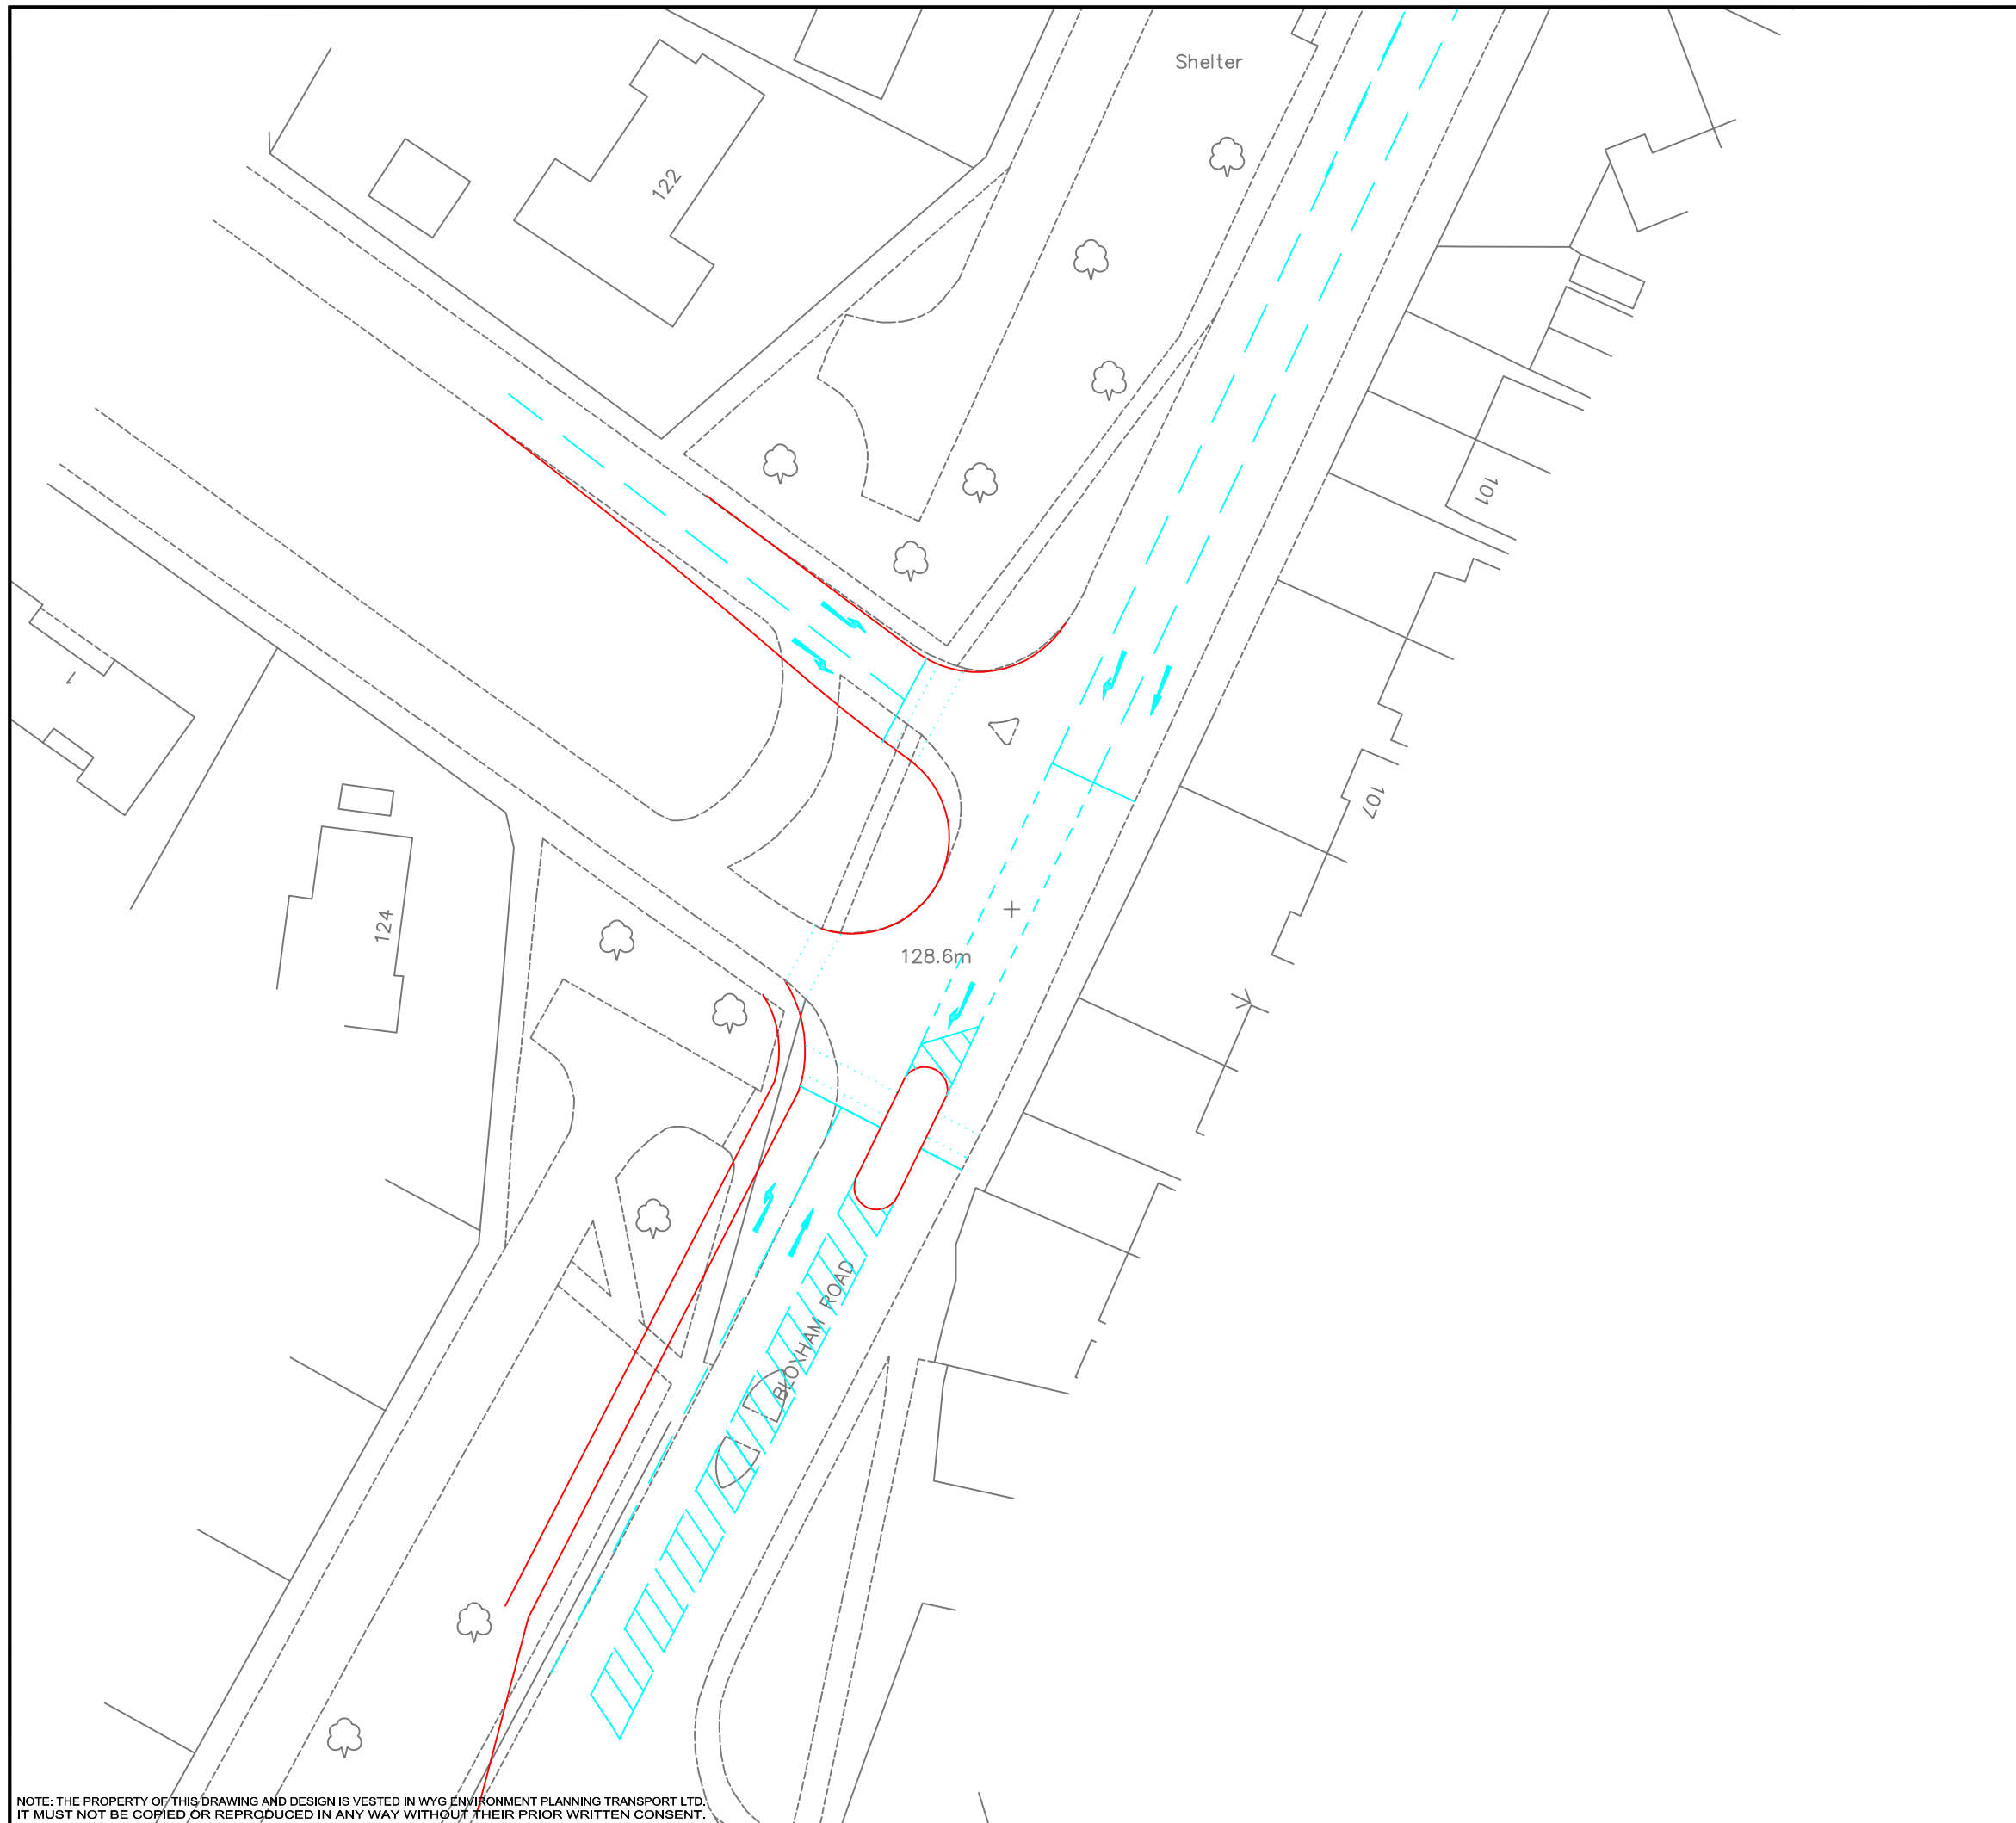 Shelter
122
101
1
107
124
128.6m
BLOXHAM ROAD
NOTE: THE PROPERTY OF THIS DRAWING AND DESIGN IS VESTED IN WYG ENVIRONMENT PLANNING TRANSPORT LTD.
IT MUST NOT BE COPIED OR REPRODUCED IN ANY WAY WITHOUT THEIR PRIOR WRITTEN CONSENT.